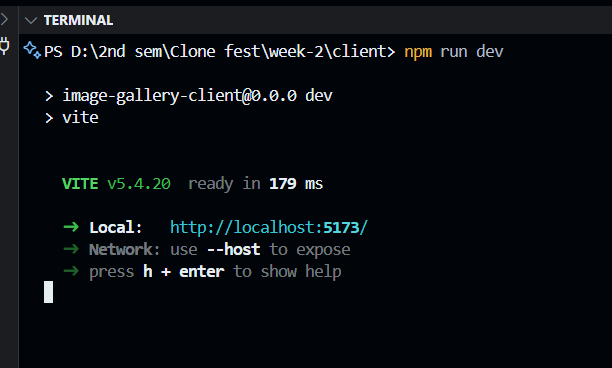 TERMINAL
PS D:\2nd sem\Clone fest\week-2\client> npm run dev
> image-gallery-client@0.0.0 dev
> vite
VITE v5.4.20 ready in 179 ms
➜ Local: http://localhost:5173/
➜ Network: use --host to expose
➜ press h + enter to show help